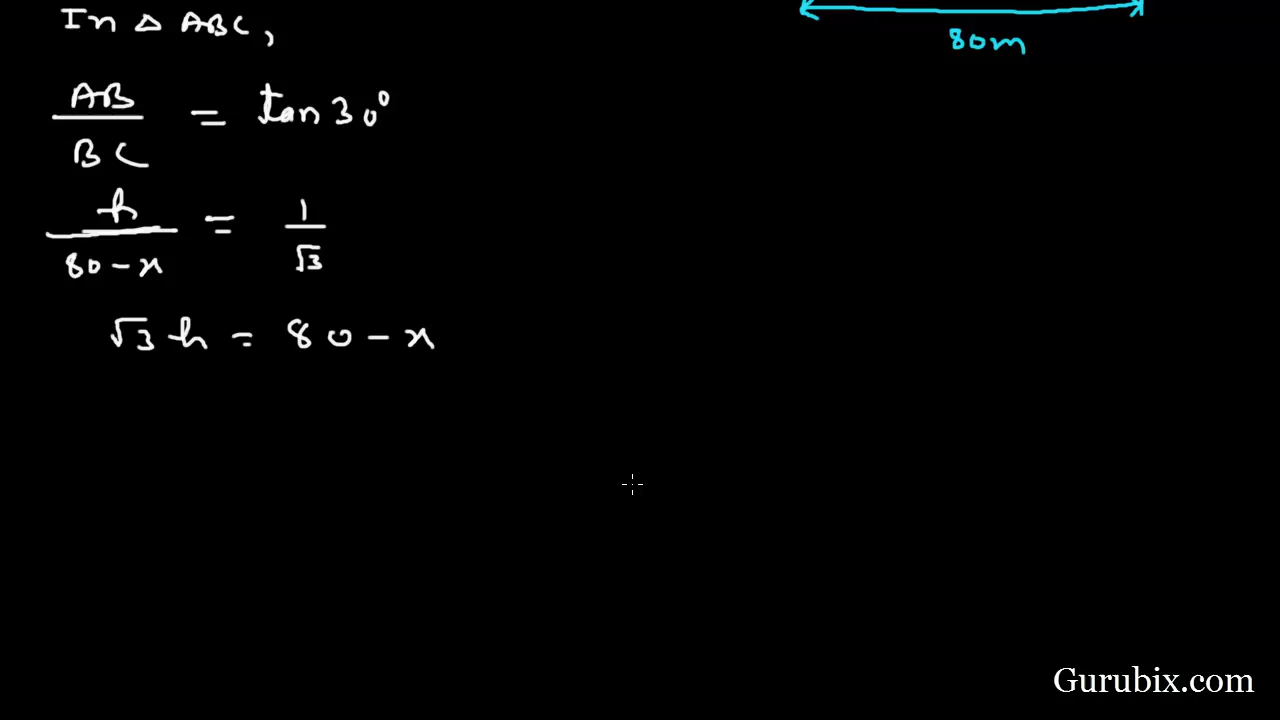 In △ ABC,
80m
AB/BC = tan 30°
h/80-x = 1/√3
√3 h = 80 - x
Gurubix.com